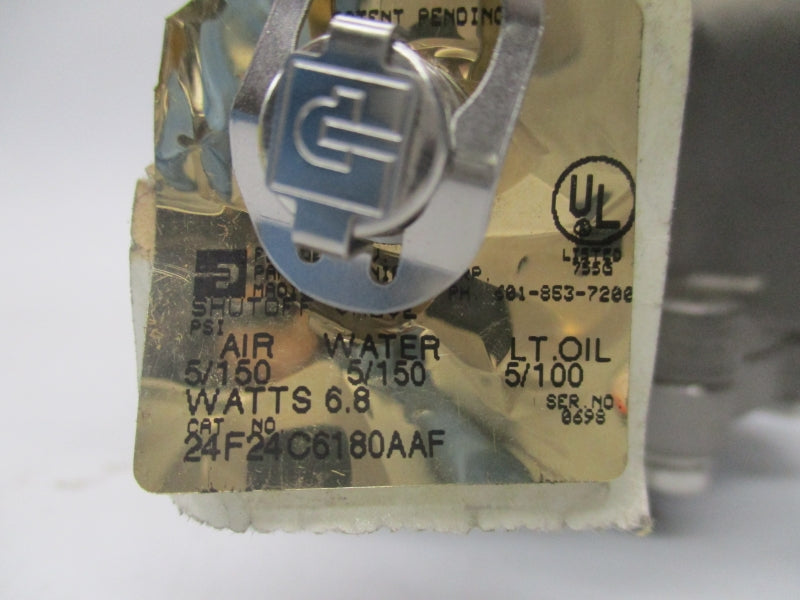 PATENT PENDING
UL
®
LISTED
755G
PH. 601-853-7200
SHUTOFF VALVE
PSI
AIR WATER LT.OIL
5/150 5/150 5/100
WATTS 6.8
SER.NO.
0698
CAT NO.
24F24C6180AAF